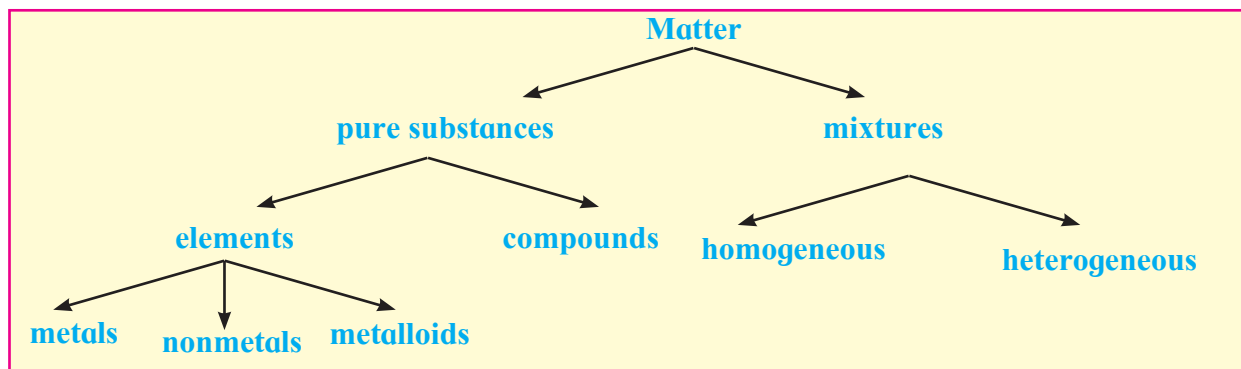 Matter
pure substances
mixtures
elements
compounds
homogeneous
heterogeneous
metals
nonmetals
metalloids